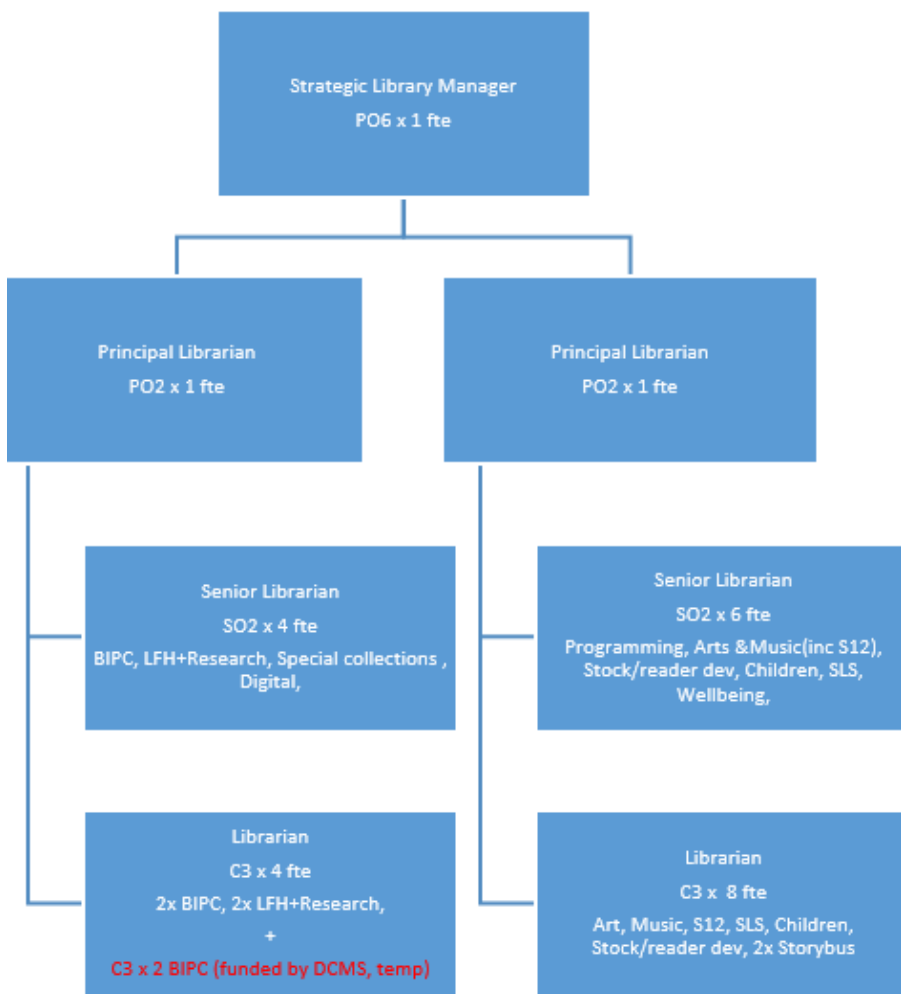 Strategic Library Manager
PO6 x 1 fte
Principal Librarian
PO2 x 1 fte
Principal Librarian
PO2 x 1 fte
Senior Librarian
SO2 x 4 fte
BIPC, LFH+Research, Special collections ,
Digital,
Senior Librarian
SO2 x 6 fte
Programming, Arts &Music(inc S12),
Stock/reader dev, Children, SLS,
Wellbeing,
Librarian
C3 x 4 fte
2x BIPC, 2x LFH+Research,
+
C3 x 2 BIPC (funded by DCMS, temp)
Librarian
C3 x  8 fte
Art, Music, S12, SLS, Children,
Stock/reader dev, 2x Storybus